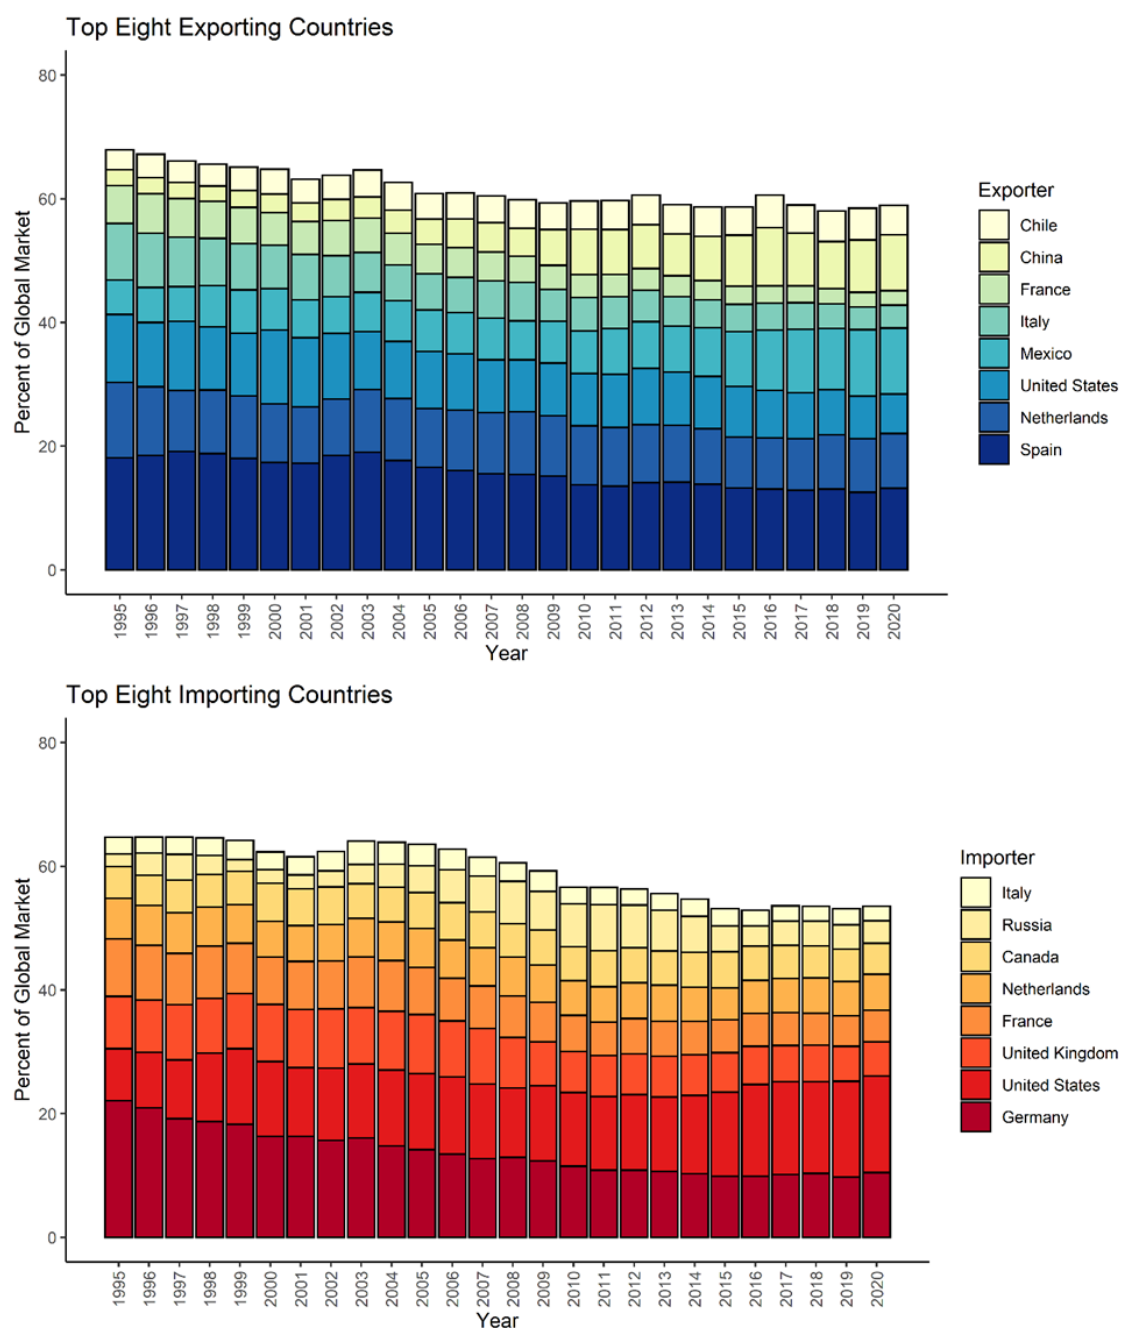 Top Eight Exporting Countries
Percent of Global Market
80
60
40
20
0
1995
1996
1997
1998
1999
2000
2001
2002
2003
2004
2005
2006
2007
2008
2009
2010
2011
2012
2013
2014
2015
2016
2017
2018
2019
2020
Year
Exporter
Chile
China
France
Italy
Mexico
United States
Netherlands
Spain
Top Eight Importing Countries
Percent of Global Market
80
60
40
20
0
1995
1996
1997
1998
1999
2000
2001
2002
2003
2004
2005
2006
2007
2008
2009
2010
2011
2012
2013
2014
2015
2016
2017
2018
2019
2020
Year
Importer
Italy
Russia
Canada
Netherlands
France
United Kingdom
United States
Germany